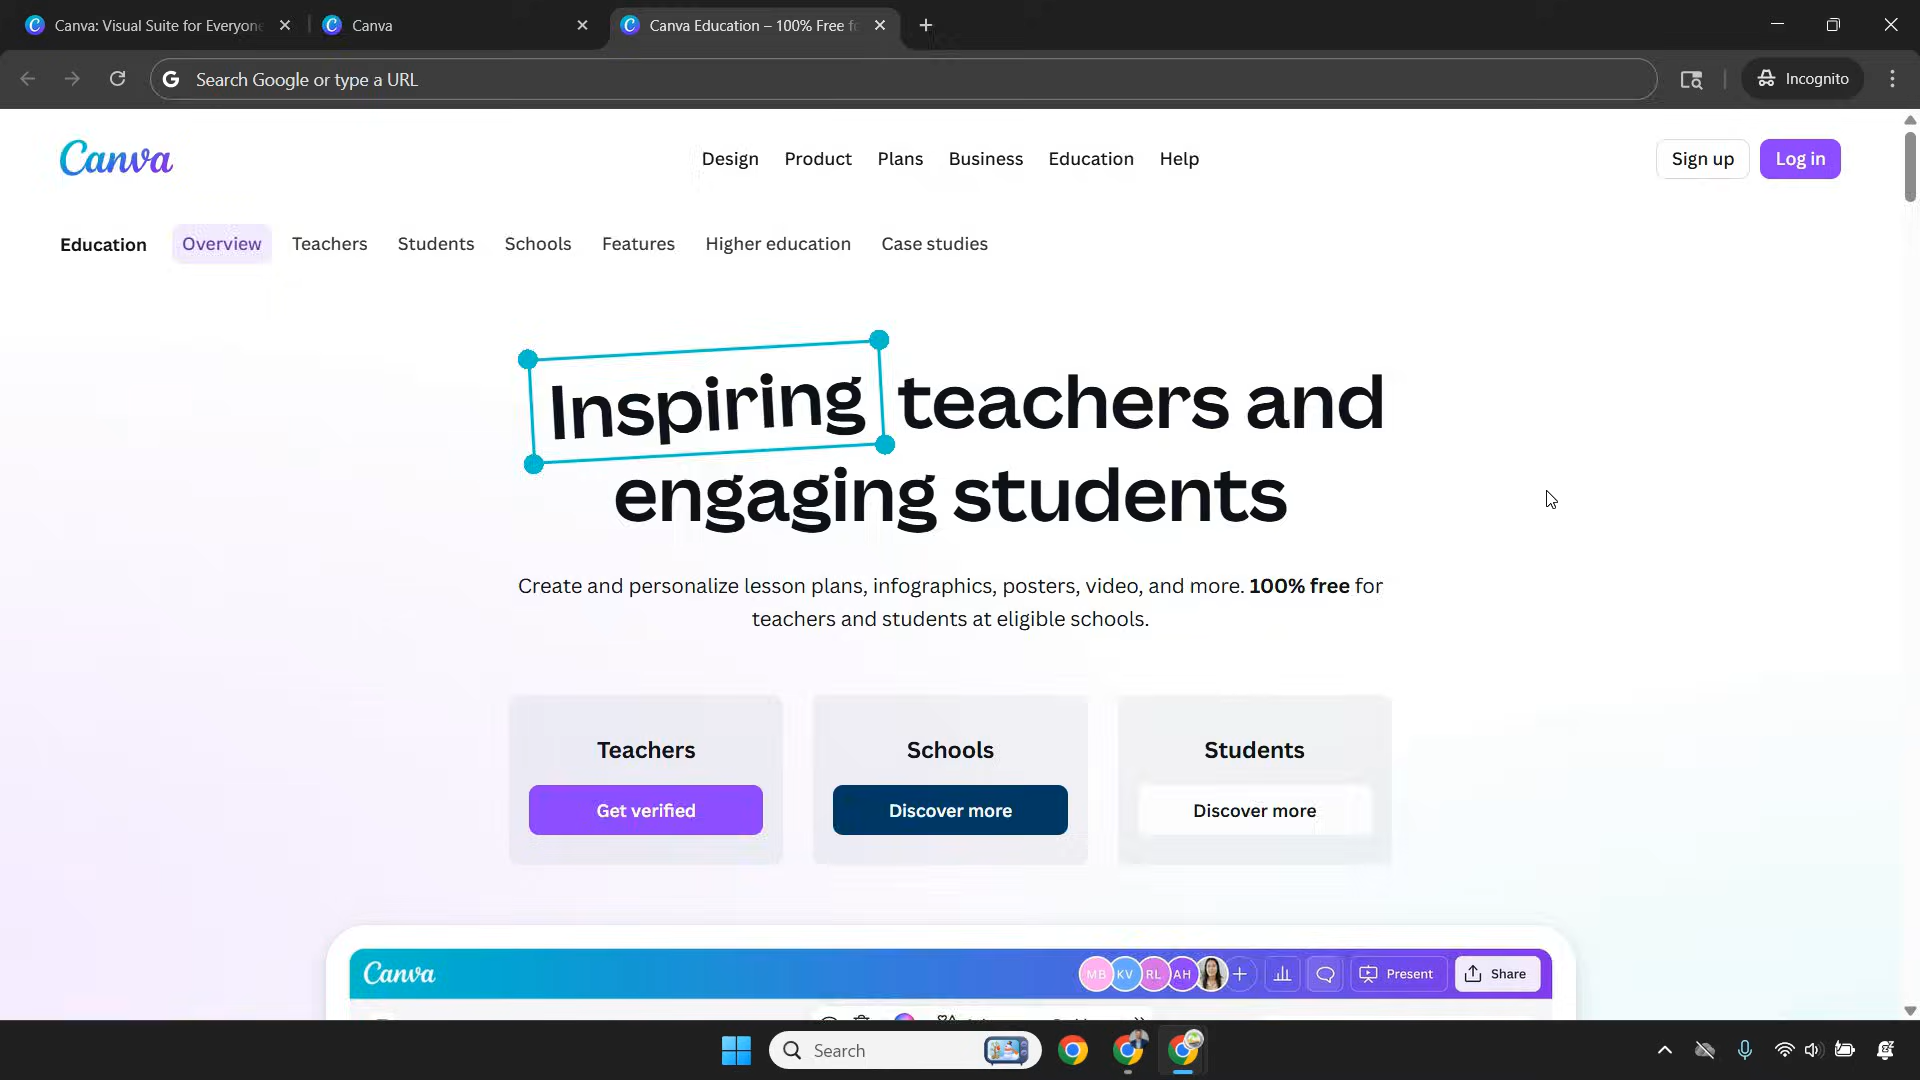 Canva: Visual Suite for Everyone
Canva
Canva Education – 100% Free fo
Search Google or type a URL
Incognito
Canva
Design
Product
Plans
Business
Education
Help
Sign up
Log in
Education
Overview
Teachers
Students
Schools
Features
Higher education
Case studies
Inspiring teachers and
engaging students
Create and personalize lesson plans, infographics, posters, video, and more. 100% free for
teachers and students at eligible schools.
Teachers
Schools
Students
Get verified
Discover more
Discover more
Canva
MB
KV
RL
AH
Present
Share
Search